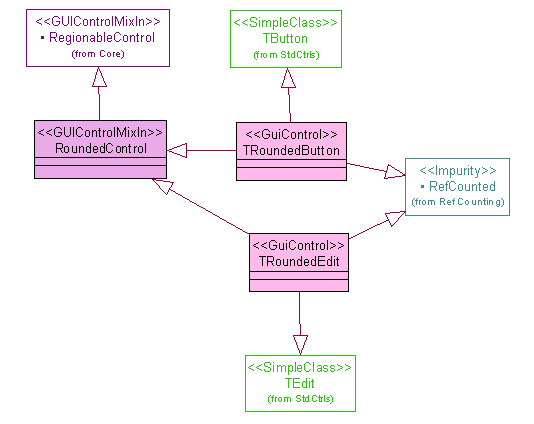 <<GUIControlMixIn>>
• RegionableControl
(from Core)
<<SimpleClass>>
TButton
(from StdCtrls)
<<GUIControlMixIn>>
RoundedControl
<<GuiControl>>
TRoundedButton
<<Impurity>>
• RefCounted
(from Ref Counting)
<<GuiControl>>
TRoundedEdit
<<SimpleClass>>
TEdit
(from StdCtrls)